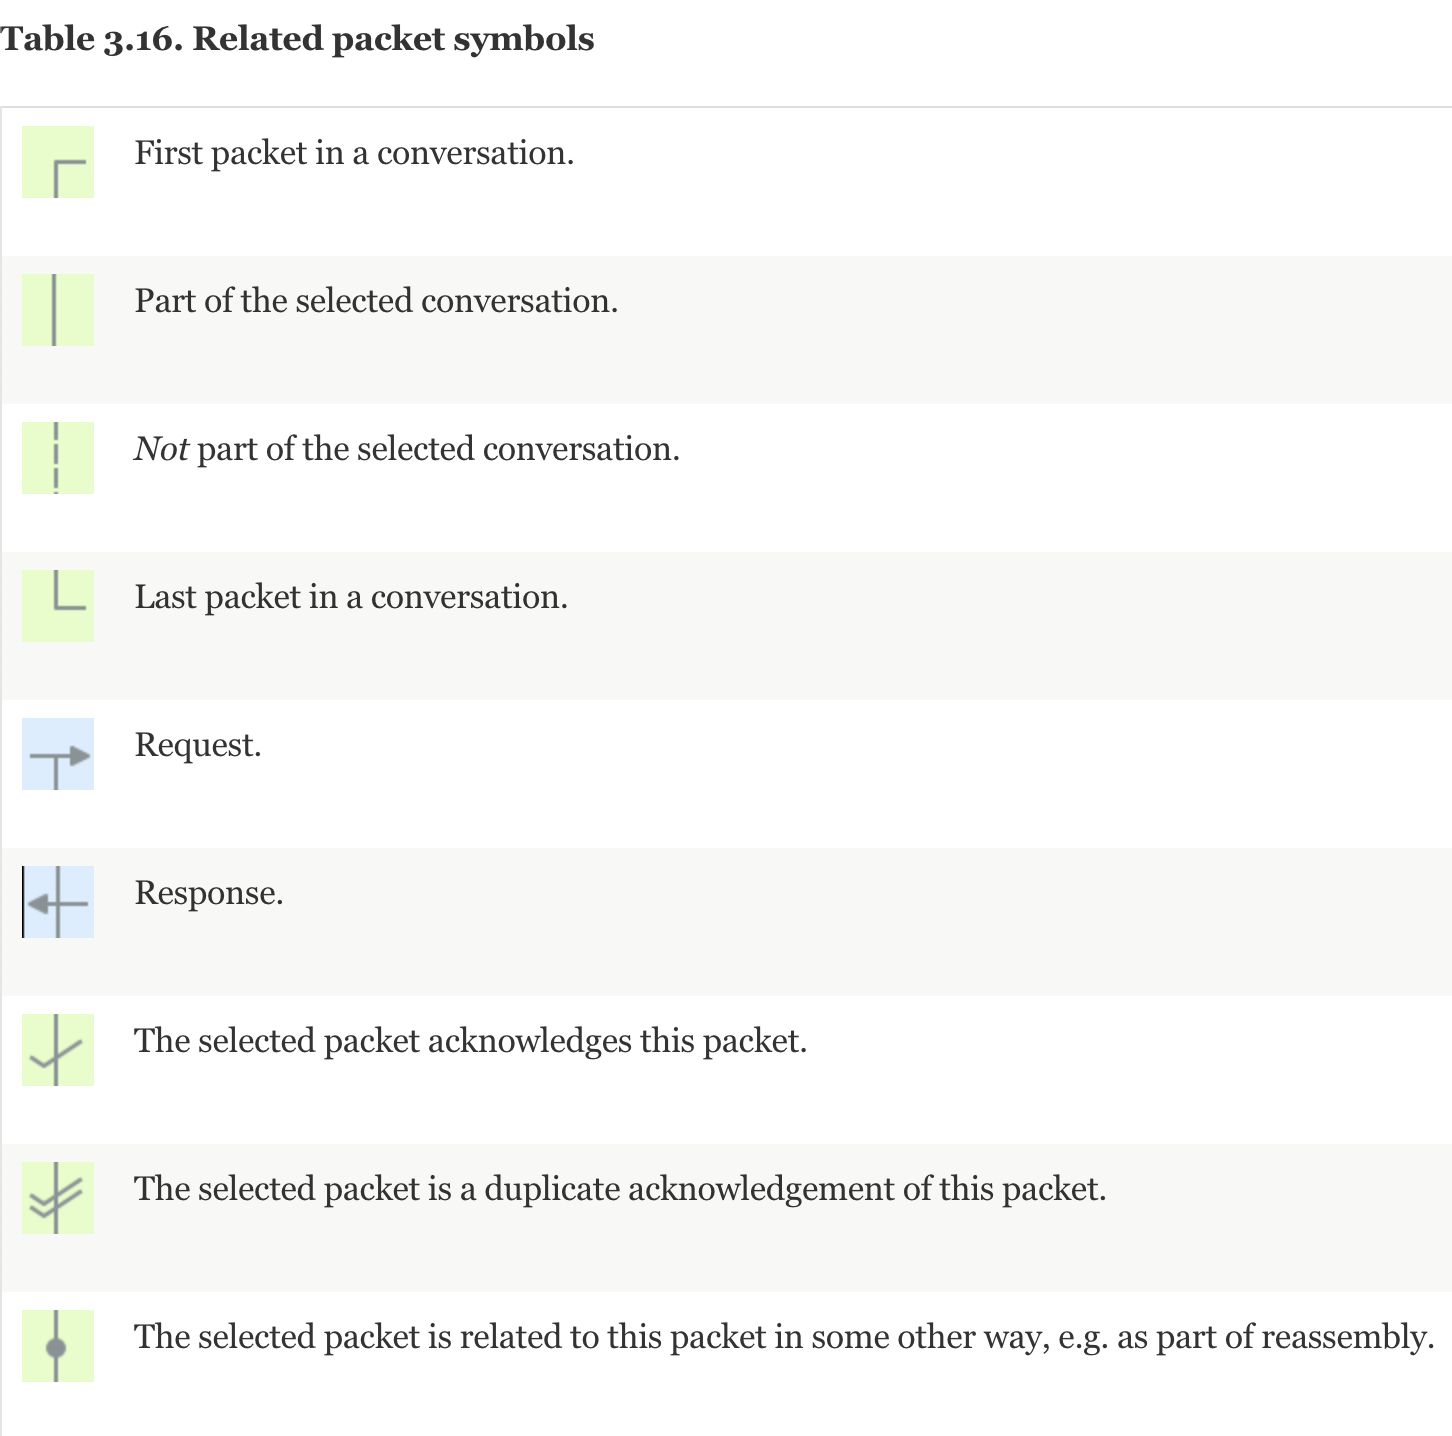 Table 3.16. Related packet symbols
First packet in a conversation.
Part of the selected conversation.
Not part of the selected conversation.
Last packet in a conversation.
Request.
Response.
The selected packet acknowledges this packet.
The selected packet is a duplicate acknowledgement of this packet.
The selected packet is related to this packet in some other way, e.g. as part of reassembly.